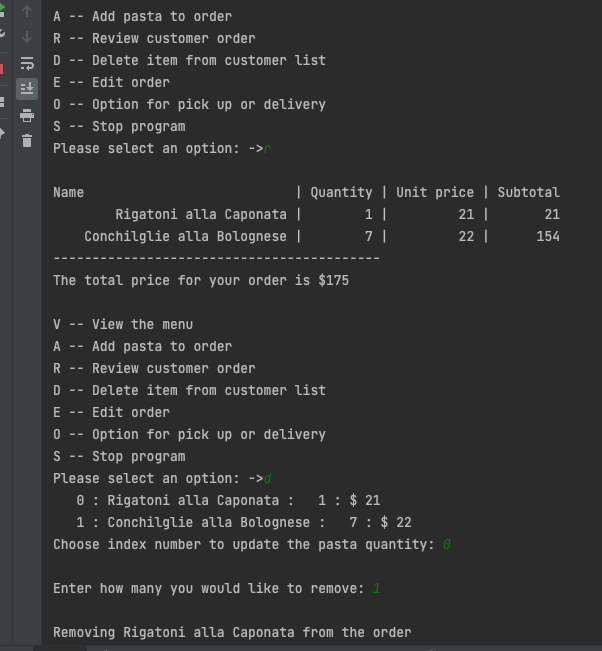 A -- Add pasta to order
R -- Review customer order
D -- Delete item from customer list
E -- Edit order
O -- Option for pick up or delivery
S -- Stop program
Please select an option: ->r
Name                           | Quantity | Unit price | Subtotal
        Rigatoni alla Caponata |        1 |         21 |       21
    Conchilglie alla Bolognese |        7 |         22 |      154
------------------------------------------
The total price for your order is $175
V -- View the menu
A -- Add pasta to order
R -- Review customer order
D -- Delete item from customer list
E -- Edit order
O -- Option for pick up or delivery
S -- Stop program
Please select an option: ->d
   0 : Rigatoni alla Caponata :   1 : $ 21
   1 : Conchilglie alla Bolognese :   7 : $ 22
Choose index number to update the pasta quantity: 0
Enter how many you would like to remove: 1
Removing Rigatoni alla Caponata from the order